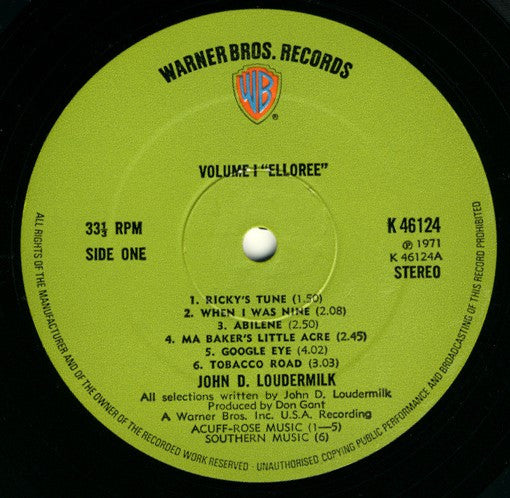 WARNER BROS. RECORDS
WB
®
VOLUME I "ELLOREE"
33⅓ RPM
SIDE ONE
K 46124
℗ 1971
K 46124A
STEREO
1. RICKY'S TUNE (1.50)
2. WHEN I WAS NINE (2.08)
3. ABILENE (2.50)
4. MA BAKER'S LITTLE ACRE (2.45)
5. GOOGLE EYE (4.02)
6. TOBACCO ROAD (3.03)
JOHN D. LOUDERMILK
All selections written by John D. Loudermilk
Produced by Don Gant
A Warner Bros. Inc. U.S.A. Recording
ACUFF-ROSE MUSIC (1—5)
SOUTHERN MUSIC (6)
ALL RIGHTS OF THE MANUFACTURER AND OF THE OWNER OF THE RECORDED WORK RESERVED · UNAUTHORISED COPYING PUBLIC PERFORMANCE AND BROADCASTING OF THIS RECORD PROHIBITED